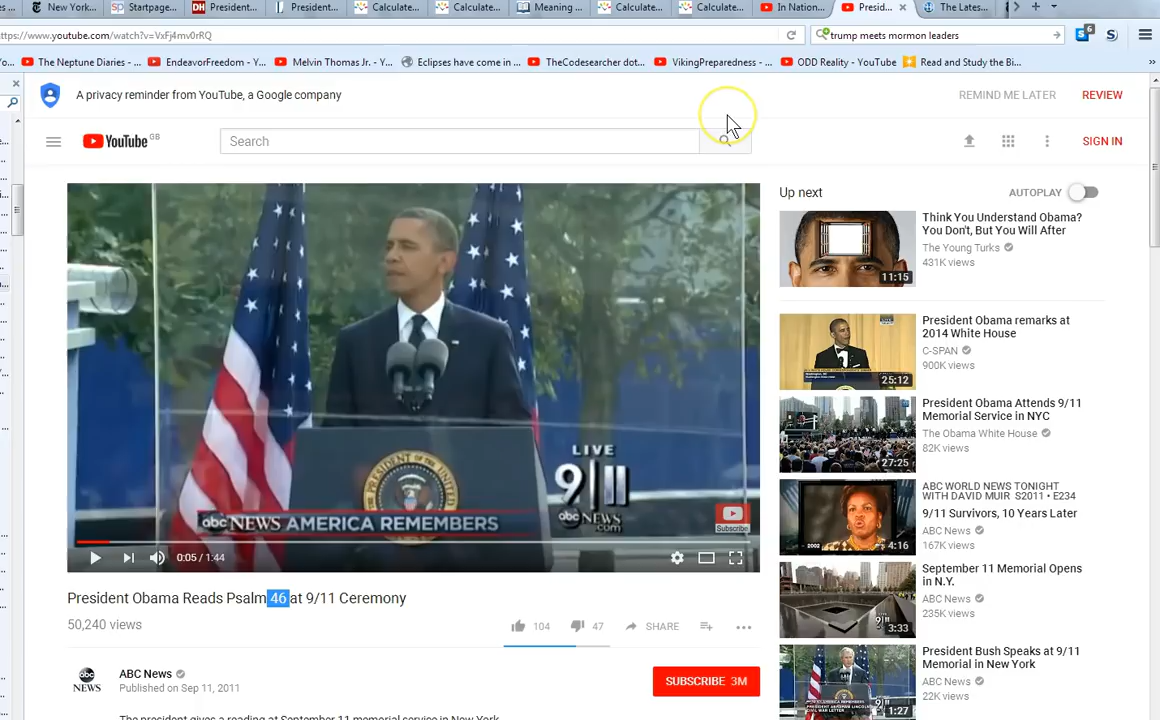 es ...
New York...
Startpage...
President...
President...
Calculate...
Calculate...
Meaning ...
Calculate...
Calculate...
In Nation...
Presid...
The Latest..
ttps://www.youtube.com/watch?v=VxFj4mv0rRQ
trump meets mormon leaders
6
o...
The Neptune Diaries - ...
EndeavorFreedom - Y...
Melvin Thomas Jr. - Y...
Eclipses have come in ...
TheCodesearcher dot...
VikingPreparedness - ...
ODD Reality - YouTube
Read and Study the Bi...
A privacy reminder from YouTube, a Google company
REMIND ME LATER
REVIEW
YouTube GB
Search
SIGN IN
LIVE
9/11
abcNEWS
.com
abcNEWS AMERICA REMEMBERS
Subscribe
0:05 / 1:44
President Obama Reads Psalm 46 at 9/11 Ceremony
50,240 views
104
47
SHARE
abc
NEWS
ABC News
Published on Sep 11, 2011
SUBSCRIBE 3M
The president gives a reading at September 11 memorial service in New York.
Up next
AUTOPLAY
11:15
Think You Understand Obama?
You Don't, But You Will After
The Young Turks
431K views
25:12
President Obama remarks at
2014 White House
C-SPAN
900K views
27:25
President Obama Attends 9/11
Memorial Service in NYC
The Obama White House
82K views
2002
4:16
ABC WORLD NEWS TONIGHT
WITH DAVID MUIR S2011 • E234
9/11 Survivors, 10 Years Later
ABC News
167K views
3:33
September 11 Memorial Opens
in N.Y.
ABC News
235K views
1:27
President Bush Speaks at 9/11
Memorial in New York
ABC News
22K views